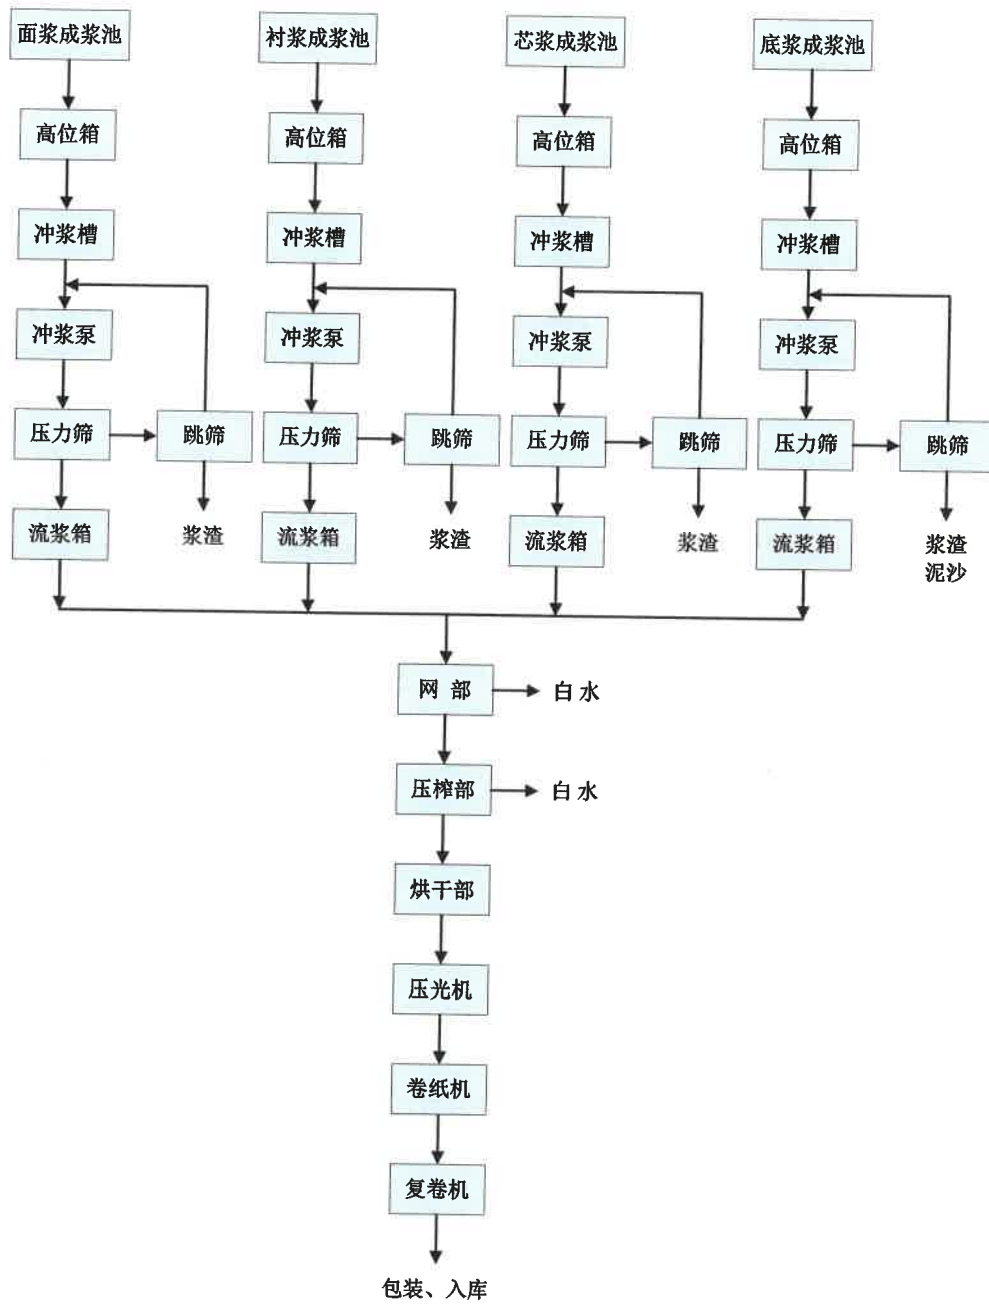 面浆成浆池
衬浆成浆池
芯浆成浆池
底浆成浆池
高位箱
高位箱
高位箱
高位箱
冲浆槽
冲浆槽
冲浆槽
冲浆槽
冲浆泵
冲浆泵
冲浆泵
冲浆泵
压力筛
跳筛
压力筛
跳筛
压力筛
跳筛
压力筛
跳筛
流浆箱
浆渣
流浆箱
浆渣
流浆箱
浆渣
流浆箱
浆渣
泥沙
网 部
白 水
压榨部
白 水
烘干部
压光机
卷纸机
复卷机
包装、入库